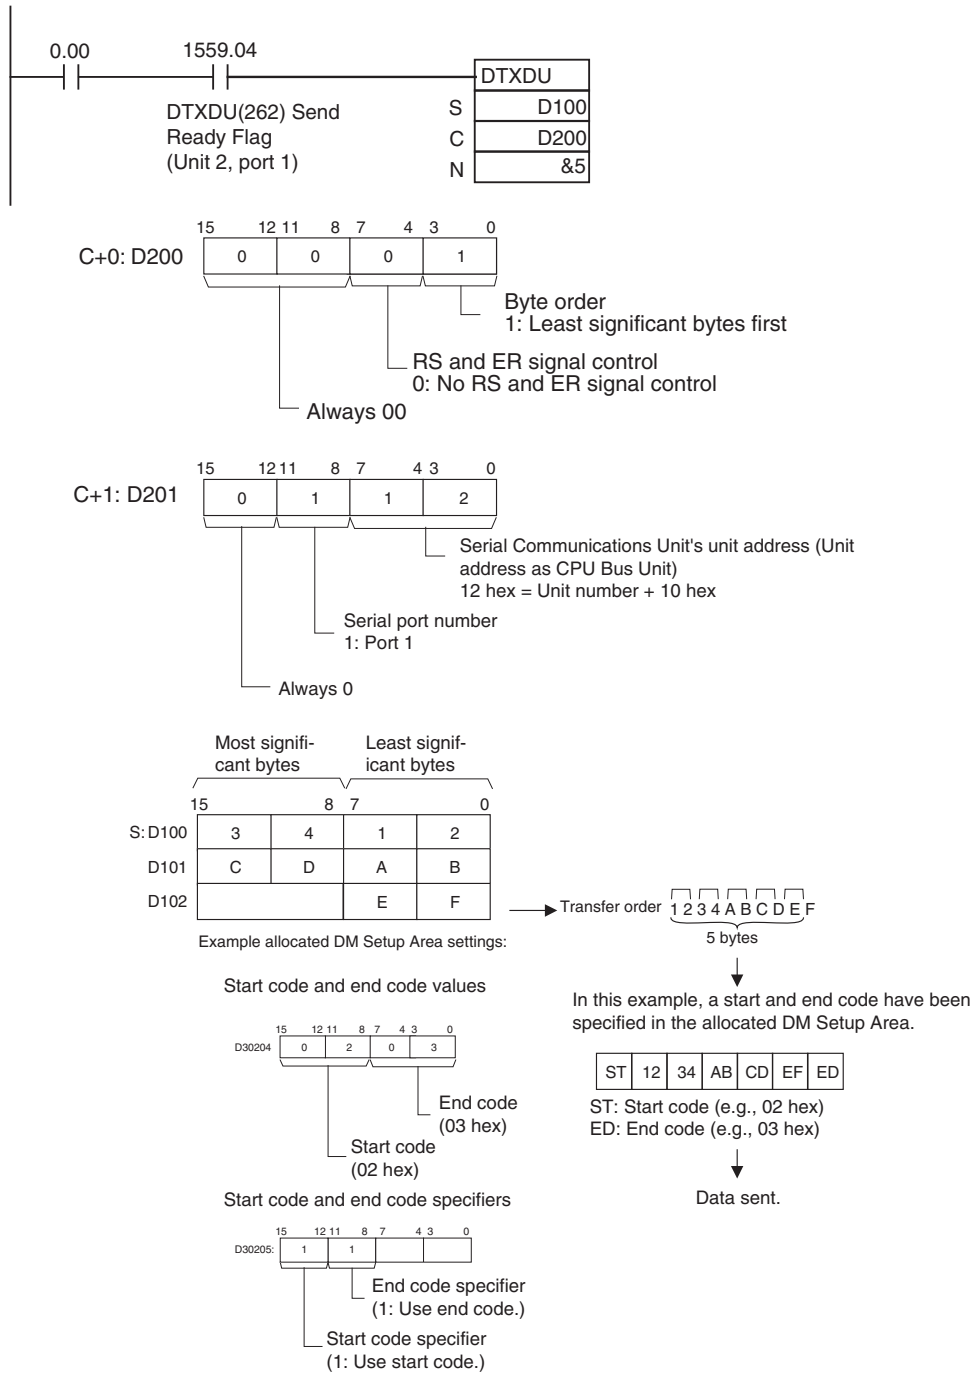 0.00 1559.04
DTXDU
DTXDU(262) Send
Ready Flag
(Unit 2, port 1)
S D100
C D200
N &5
15 12 11 8 7 4 3 0
C+0: D200 0 0 0 1
Byte order
1: Least significant bytes first
RS and ER signal control
0: No RS and ER signal control
Always 00
15 12 11 8 7 4 3 0
C+1: D201 0 1 1 2
Serial Communications Unit's unit address (Unit
address as CPU Bus Unit)
12 hex = Unit number + 10 hex
Serial port number
1: Port 1
Always 0
Most signifi-
cant bytes
Least signif-
icant bytes
15 8 7 0
S: D100 3 4 1 2
D101 C D A B
D102 E F
Transfer order 1 2 3 4 A B C D E F
5 bytes
Example allocated DM Setup Area settings:
In this example, a start and end code have been
specified in the allocated DM Setup Area.
ST 12 34 AB CD EF ED
ST: Start code (e.g., 02 hex)
ED: End code (e.g., 03 hex)
Data sent.
Start code and end code values
15 12 11 8 7 4 3 0
D30204 0 2 0 3
End code
(03 hex)
Start code
(02 hex)
Start code and end code specifiers
15 12 11 8 7 4 3 0
D30205: 1 1
End code specifier
(1: Use end code.)
Start code specifier
(1: Use start code.)